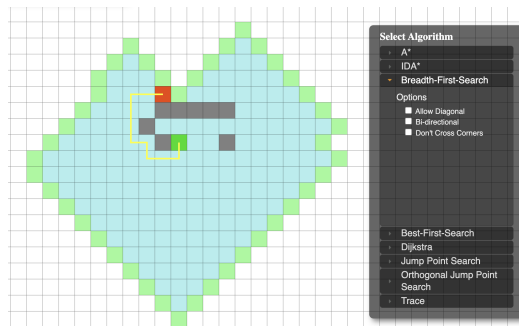 Select Algorithm
A*
IDA*
Breadth-First-Search
Options
Allow Diagonal
Bi-directional
Don't Cross Corners
Best-First-Search
Dijkstra
Jump Point Search
Orthogonal Jump Point
Search
Trace